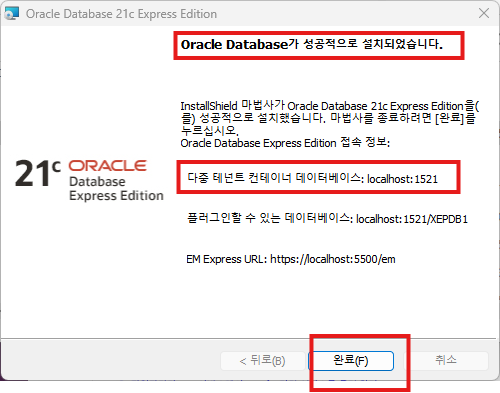 Oracle Database 21c Express Edition
Oracle Database가 성공적으로 설치되었습니다.
InstallShield 마법사가 Oracle Database 21c Express Edition을(
를) 성공적으로 설치했습니다. 마법사를 종료하려면 [완료]를
누르십시오.
Oracle Database Express Edition 접속 정보:
21c ORACLE
Database
Express Edition
다중 테넌트 컨테이너 데이터베이스: localhost:1521
플러그인할 수 있는 데이터베이스: localhost:1521/XEPDB1
EM Express URL: https://localhost:5500/em
< 뒤로(B)
완료(F)
취소